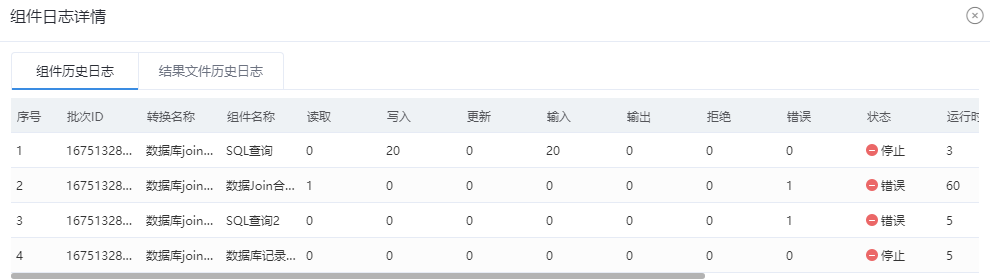 组件日志详情
组件历史日志 结果文件历史日志
序号 批次ID 转换名称 组件名称 读取 写入 更新 输入 输出 拒绝 错误 状态 运行时
1 16751328... 数据库join... SQL查询 0 20 0 20 0 0 0 停止 3
2 16751328... 数据库join... 数据Join合... 1 0 0 0 0 0 1 错误 60
3 16751328... 数据库join... SQL查询2 0 0 0 0 0 0 1 错误 5
4 16751328... 数据库join... 数据库记录... 0 0 0 0 0 0 0 停止 5